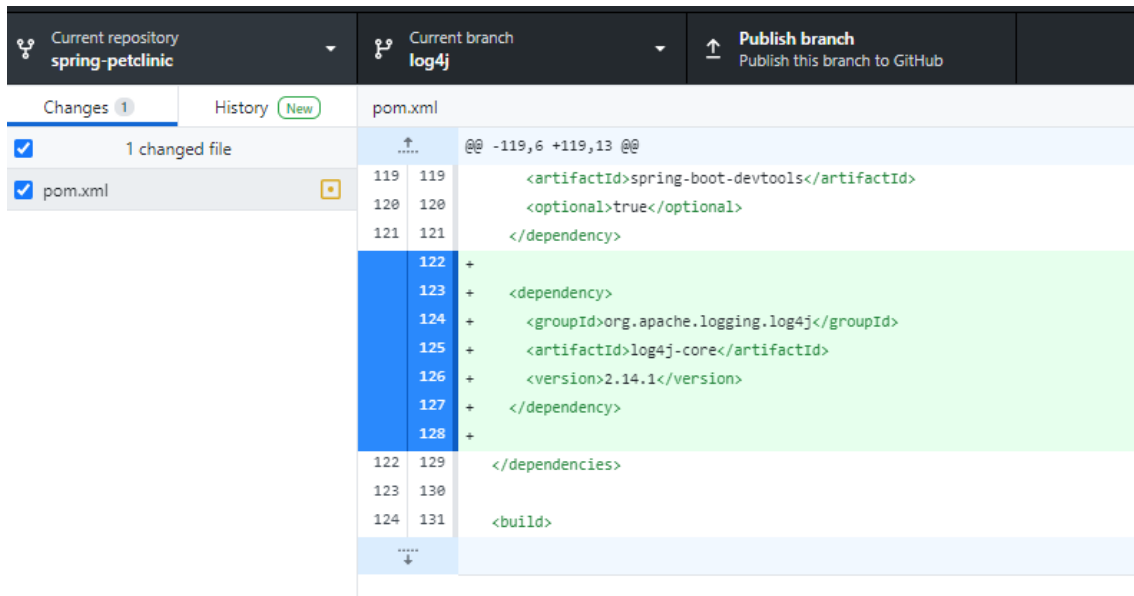 Current repository
spring-petclinic
Current branch
log4j
Publish branch
Publish this branch to GitHub
Changes 1
History New
pom.xml
1 changed file
pom.xml
@@ -119,6 +119,13 @@
119 119 <artifactId>spring-boot-devtools</artifactId>
120 120 <optional>true</optional>
121 121 </dependency>
122 +
123 + <dependency>
124 + <groupId>org.apache.logging.log4j</groupId>
125 + <artifactId>log4j-core</artifactId>
126 + <version>2.14.1</version>
127 + </dependency>
128 +
122 129 </dependencies>
123 130
124 131 <build>